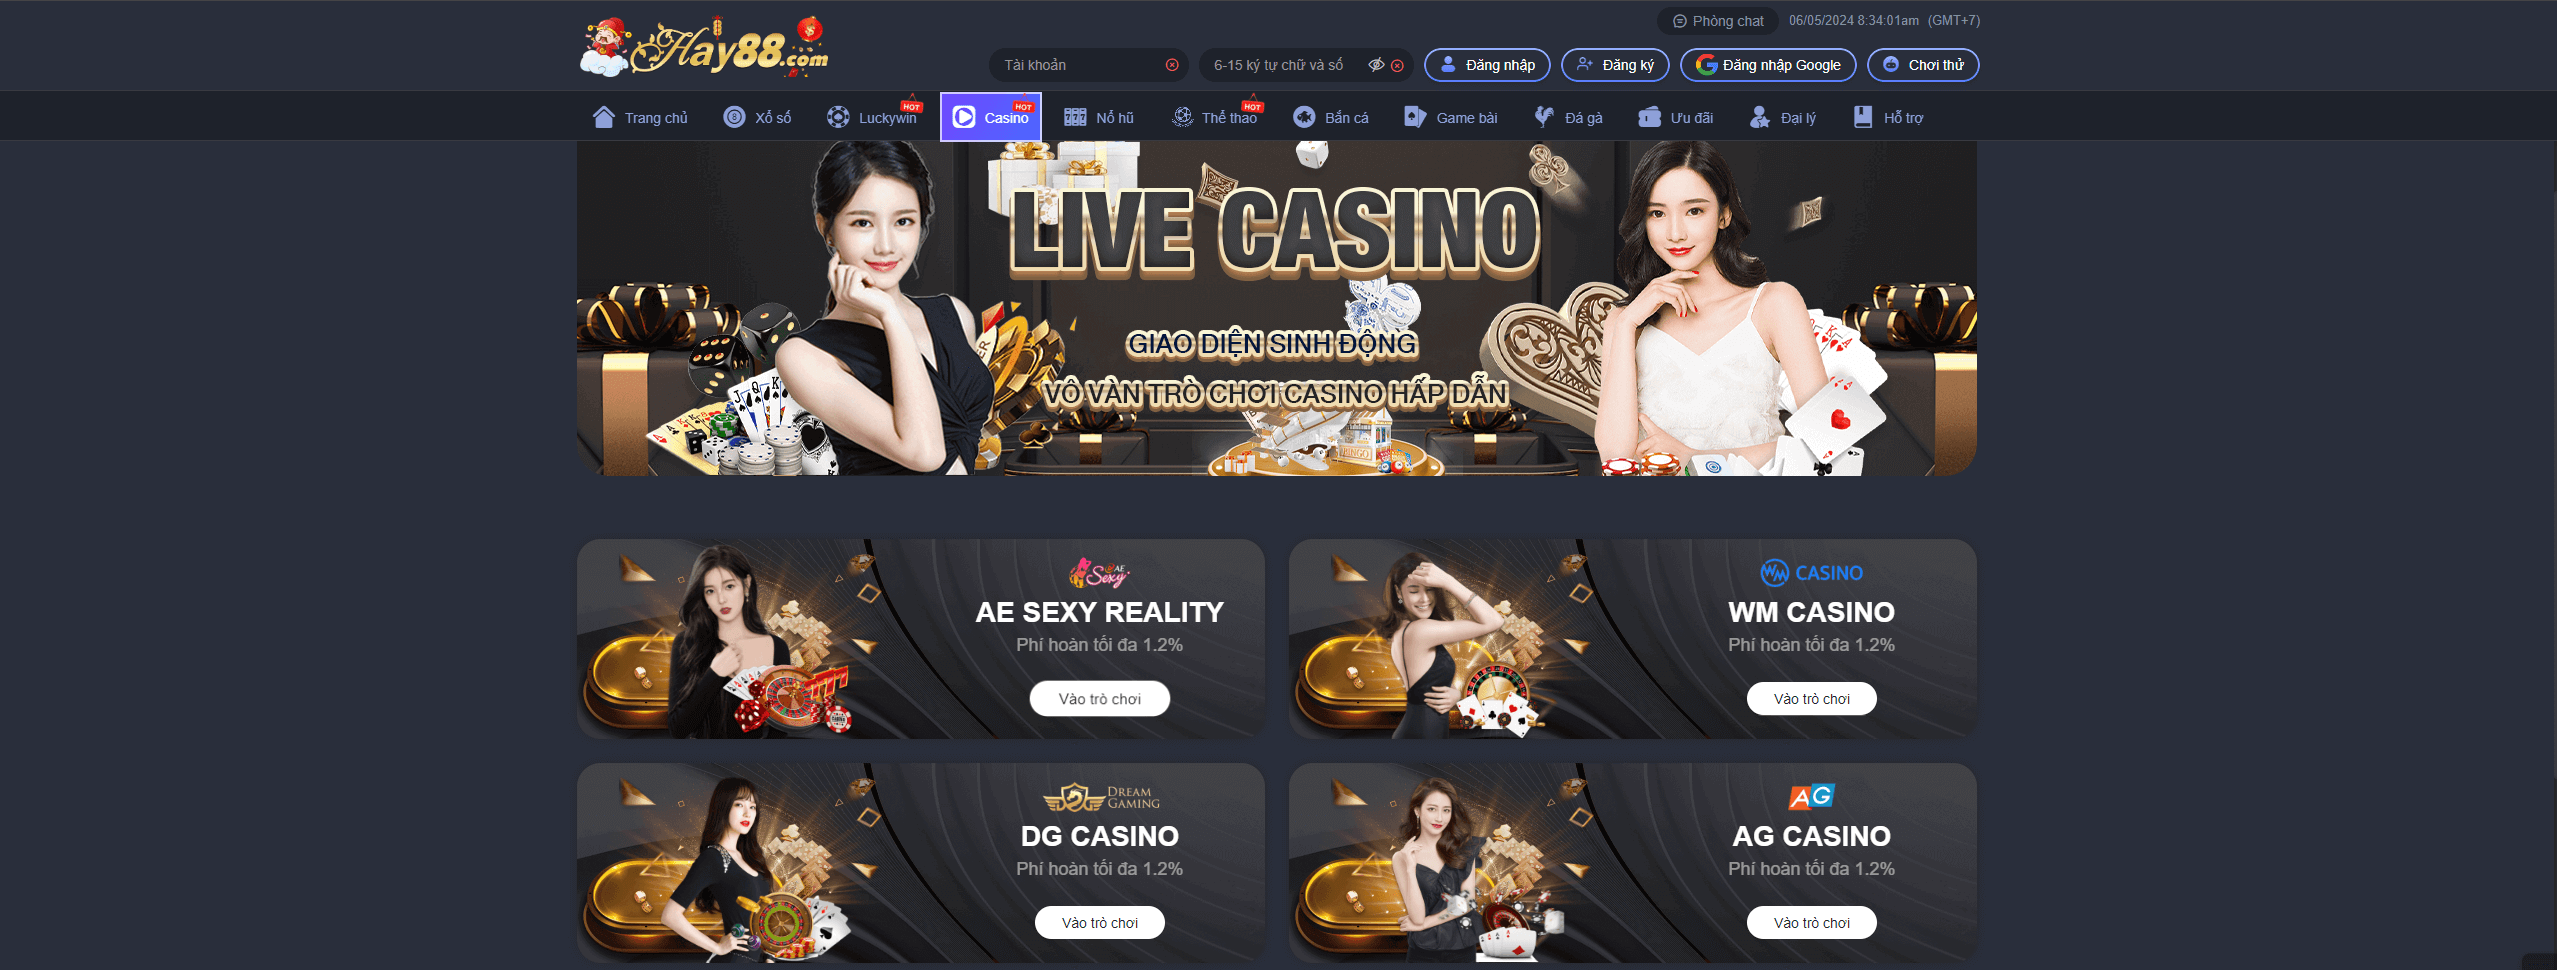 Hay88.com
Phòng chat 06/05/2024 8:34:01am (GMT+7)
Tài khoản 6-15 ký tự chữ và số Đăng nhập Đăng ký Đăng nhập Google Chơi thử
Trang chủ Xổ số Luckywin HOT Casino HOT Nổ hũ Thể thao HOT Bắn cá Game bài Đá gà Ưu đãi Đại lý Hỗ trợ
LIVE CASINO
GIAO DIỆN SINH ĐỘNG
VÔ VÀN TRÒ CHƠI CASINO HẤP DẪN
AE Sexy
AE SEXY REALITY
Phí hoàn tối đa 1.2%
Vào trò chơi
WM CASINO
WM CASINO
Phí hoàn tối đa 1.2%
Vào trò chơi
DG DREAM GAMING
DG CASINO
Phí hoàn tối đa 1.2%
Vào trò chơi
AG
AG CASINO
Phí hoàn tối đa 1.2%
Vào trò chơi